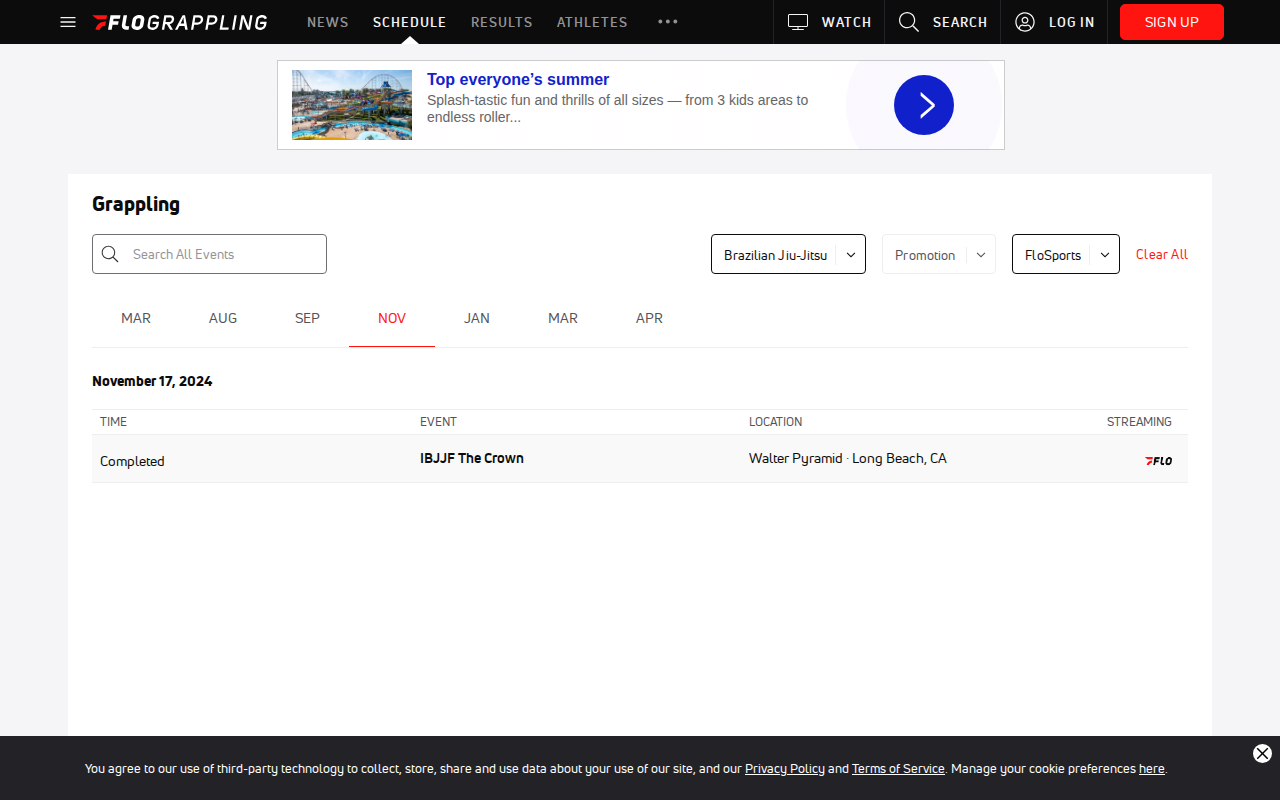 FLOGRAPPLING NEWS SCHEDULE RESULTS ATHLETES WATCH SEARCH LOG IN SIGN UP
Top everyone's summer
Splash-tastic fun and thrills of all sizes — from 3 kids areas to
endless roller...
Grappling
Search All Events Brazilian Jiu-Jitsu Promotion FloSports Clear All
MAR AUG SEP NOV JAN MAR APR
November 17, 2024
TIME EVENT LOCATION STREAMING
Completed IBJJF The Crown Walter Pyramid · Long Beach, CA FLO
You agree to our use of third-party technology to collect, store, share and use data about your use of our site, and our Privacy Policy and Terms of Service. Manage your cookie preferences here.